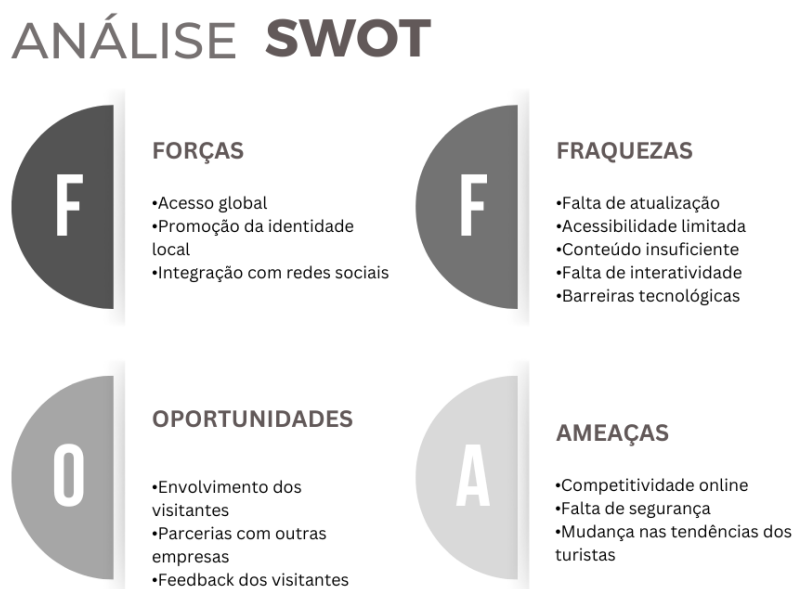 ANÁLISE SWOT
F
FORÇAS
•Acesso global
•Promoção da identidade
local
•Integração com redes sociais
F
FRAQUEZAS
•Falta de atualização
•Acessibilidade limitada
•Conteúdo insuficiente
•Falta de interatividade
•Barreiras tecnológicas
O
OPORTUNIDADES
•Envolvimento dos
visitantes
•Parcerias com outras
empresas
•Feedback dos visitantes
A
AMEAÇAS
•Competitividade online
•Falta de segurança
•Mudança nas tendências dos
turistas